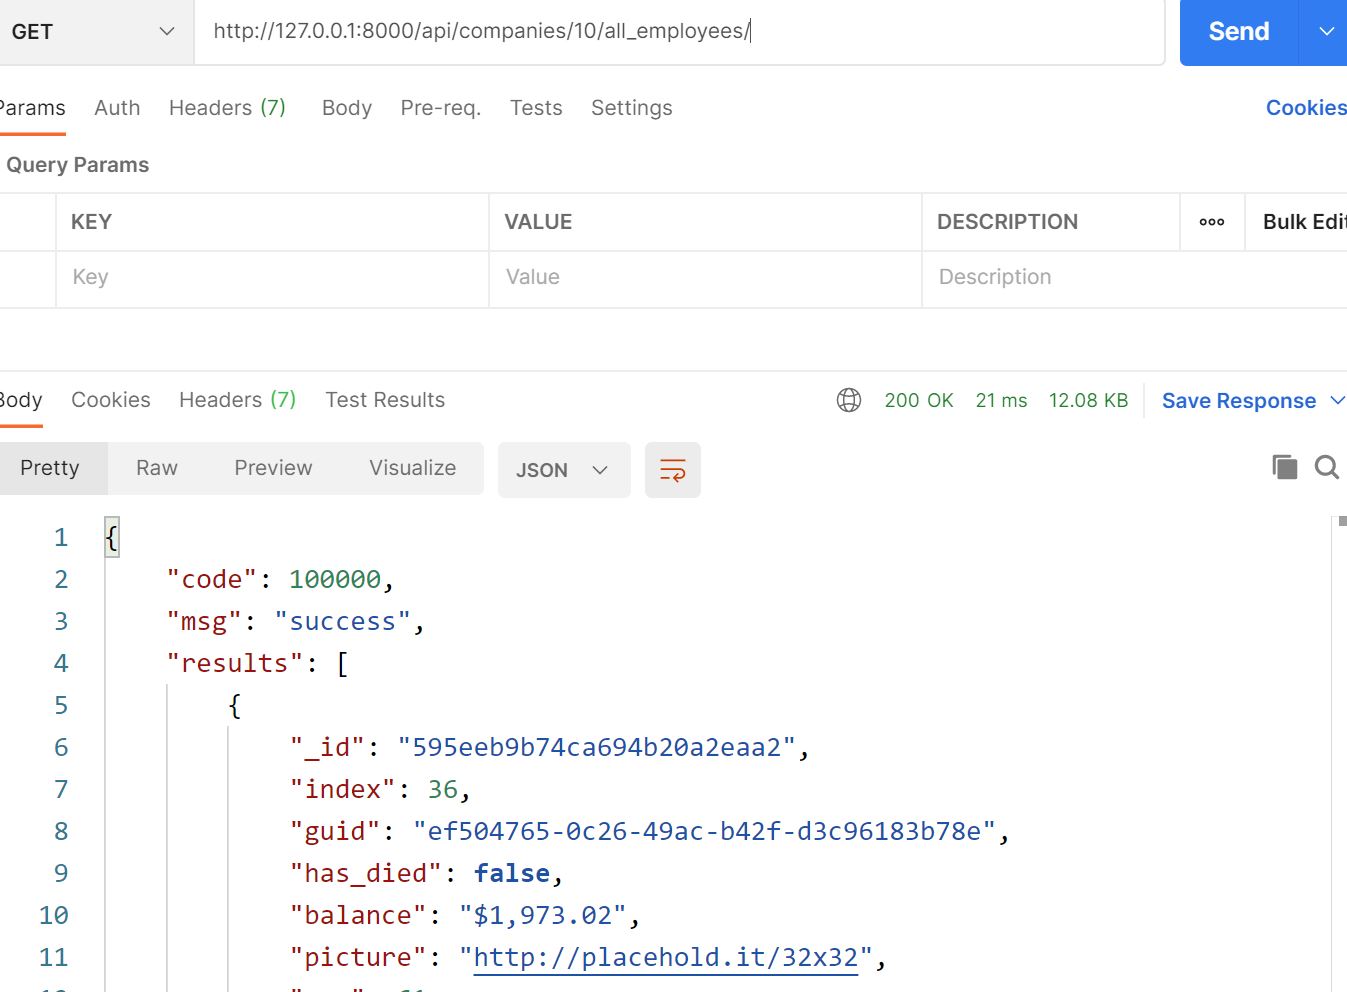 GET http://127.0.0.1:8000/api/companies/10/all_employees/ Send
Params Auth Headers (7) Body Pre-req. Tests Settings Cookies
Query Params
KEY VALUE DESCRIPTION ooo Bulk Edit
Key Value Description
Body Cookies Headers (7) Test Results 200 OK 21 ms 12.08 KB Save Response
Pretty Raw Preview Visualize JSON
1 {
2 "code": 100000,
3 "msg": "success",
4 "results": [
5 {
6 "_id": "595eeb9b74ca694b20a2eaa2",
7 "index": 36,
8 "guid": "ef504765-0c26-49ac-b42f-d3c96183b78e",
9 "has_died": false,
10 "balance": "$1,973.02",
11 "picture": "http://placehold.it/32x32",